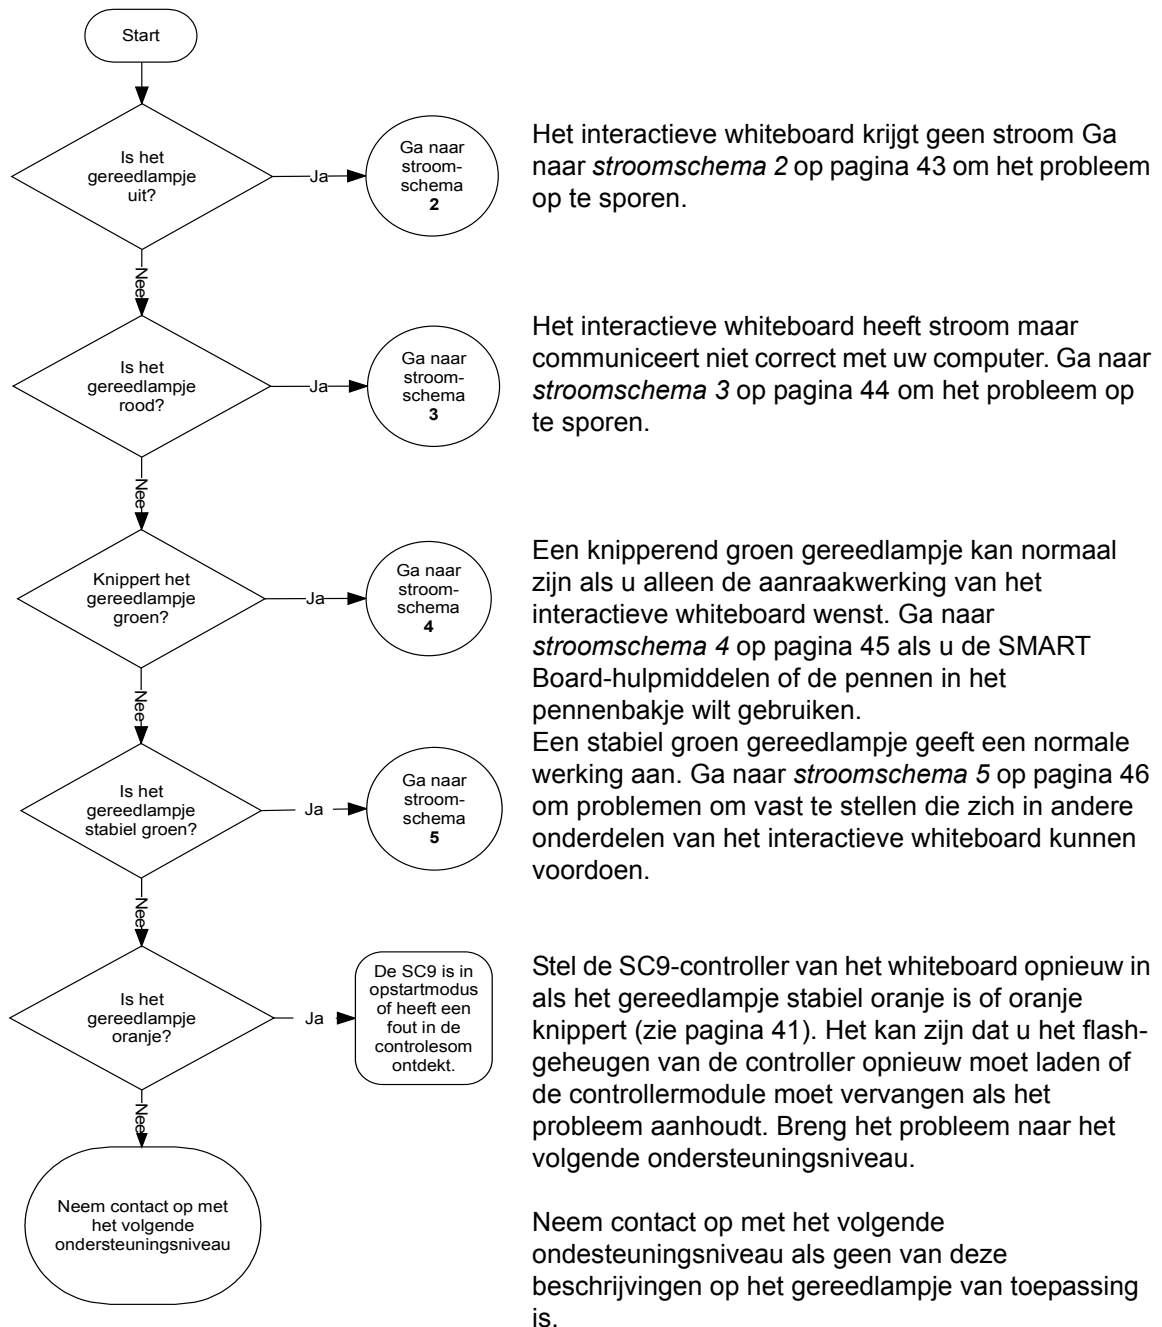 Start
Is het
gereedlampje
uit?
Ja
Ga naar
stroom-
schema
2
Het interactieve whiteboard krijgt geen stroom Ga
naar stroomschema 2 op pagina 43 om het probleem
op te sporen.
Nee
Is het
gereedlampje
rood?
Ja
Ga naar
stroom-
schema
3
Het interactieve whiteboard heeft stroom maar
communiceert niet correct met uw computer. Ga naar
stroomschema 3 op pagina 44 om het probleem op
te sporen.
Nee
Knippert het
gereedlampje
groen?
Ja
Ga naar
stroom-
schema
4
Een knipperend groen gereedlampje kan normaal
zijn als u alleen de aanraakwerking van het
interactieve whiteboard wenst. Ga naar
stroomschema 4 op pagina 45 als u de SMART
Board-hulpmiddelen of de pennen in het
pennenbakje wilt gebruiken.
Nee
Is het
gereedlampje
stabiel groen?
Ja
Ga naar
stroom-
schema
5
Een stabiel groen gereedlampje geeft een normale
werking aan. Ga naar stroomschema 5 op pagina 46
om problemen om vast te stellen die zich in andere
onderdelen van het interactieve whiteboard kunnen
voordoen.
Nee
Is het
gereedlampje
oranje?
Ja
De SC9 is in
opstartmodus
of heeft een
fout in de
controlesom
ontdekt.
Stel de SC9-controller van het whiteboard opnieuw in
als het gereedlampje stabiel oranje is of oranje
knippert (zie pagina 41). Het kan zijn dat u het flash-
geheugen van de controller opnieuw moet laden of
de controllermodule moet vervangen als het
probleem aanhoudt. Breng het probleem naar het
volgende ondersteuningsniveau.
Nee
Neem contact op met
het volgende
ondersteuningsniveau
Neem contact op met het volgende
ondesteuningsniveau als geen van deze
beschrijvingen op het gereedlampje van toepassing
is.